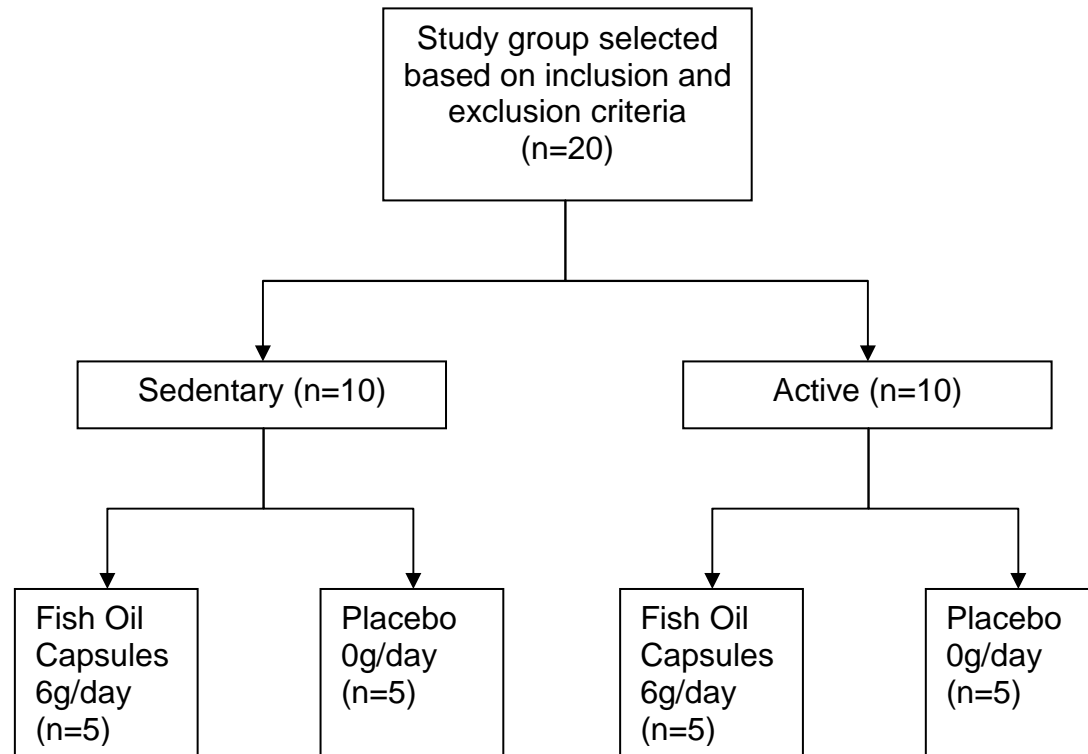 Study group selected
based on inclusion and
exclusion criteria
(n=20)
Sedentary (n=10)
Active (n=10)
Fish Oil
Capsules
6g/day
(n=5)
Placebo
0g/day
(n=5)
Fish Oil
Capsules
6g/day
(n=5)
Placebo
0g/day
(n=5)